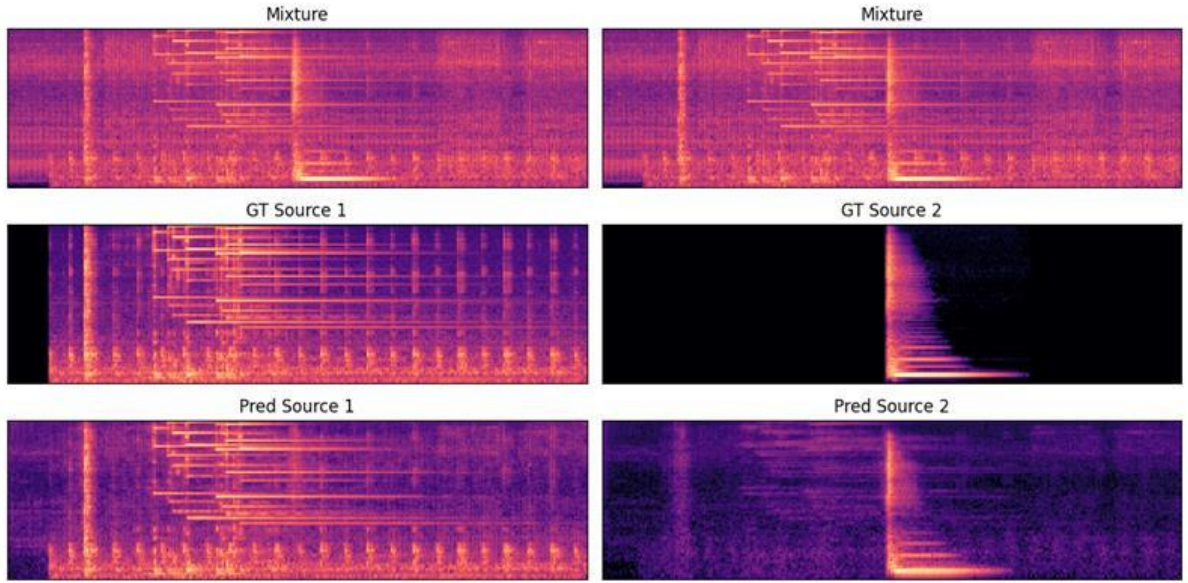 Mixture
Mixture
GT Source 1
GT Source 2
Pred Source 1
Pred Source 2